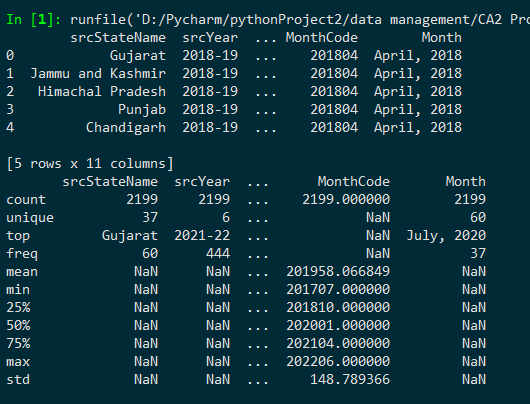 In [1]: runfile('D:/Pycharm/pythonProject2/data management/CA2 Pro
srcStateName srcYear ... MonthCode Month
0 Gujarat 2018-19 ... 201804 April, 2018
1 Jammu and Kashmir 2018-19 ... 201804 April, 2018
2 Himachal Pradesh 2018-19 ... 201804 April, 2018
3 Punjab 2018-19 ... 201804 April, 2018
4 Chandigarh 2018-19 ... 201804 April, 2018
[5 rows x 11 columns]
srcStateName srcYear ... MonthCode Month
count 2199 2199 ... 2199.000000 2199
unique 37 6 ... NaN 60
top Gujarat 2021-22 ... NaN July, 2020
freq 60 444 ... NaN 37
mean NaN NaN ... 201958.066849 NaN
min NaN NaN ... 201707.000000 NaN
25% NaN NaN ... 201810.000000 NaN
50% NaN NaN ... 202001.000000 NaN
75% NaN NaN ... 202104.000000 NaN
max NaN NaN ... 202206.000000 NaN
std NaN NaN ... 148.789366 NaN